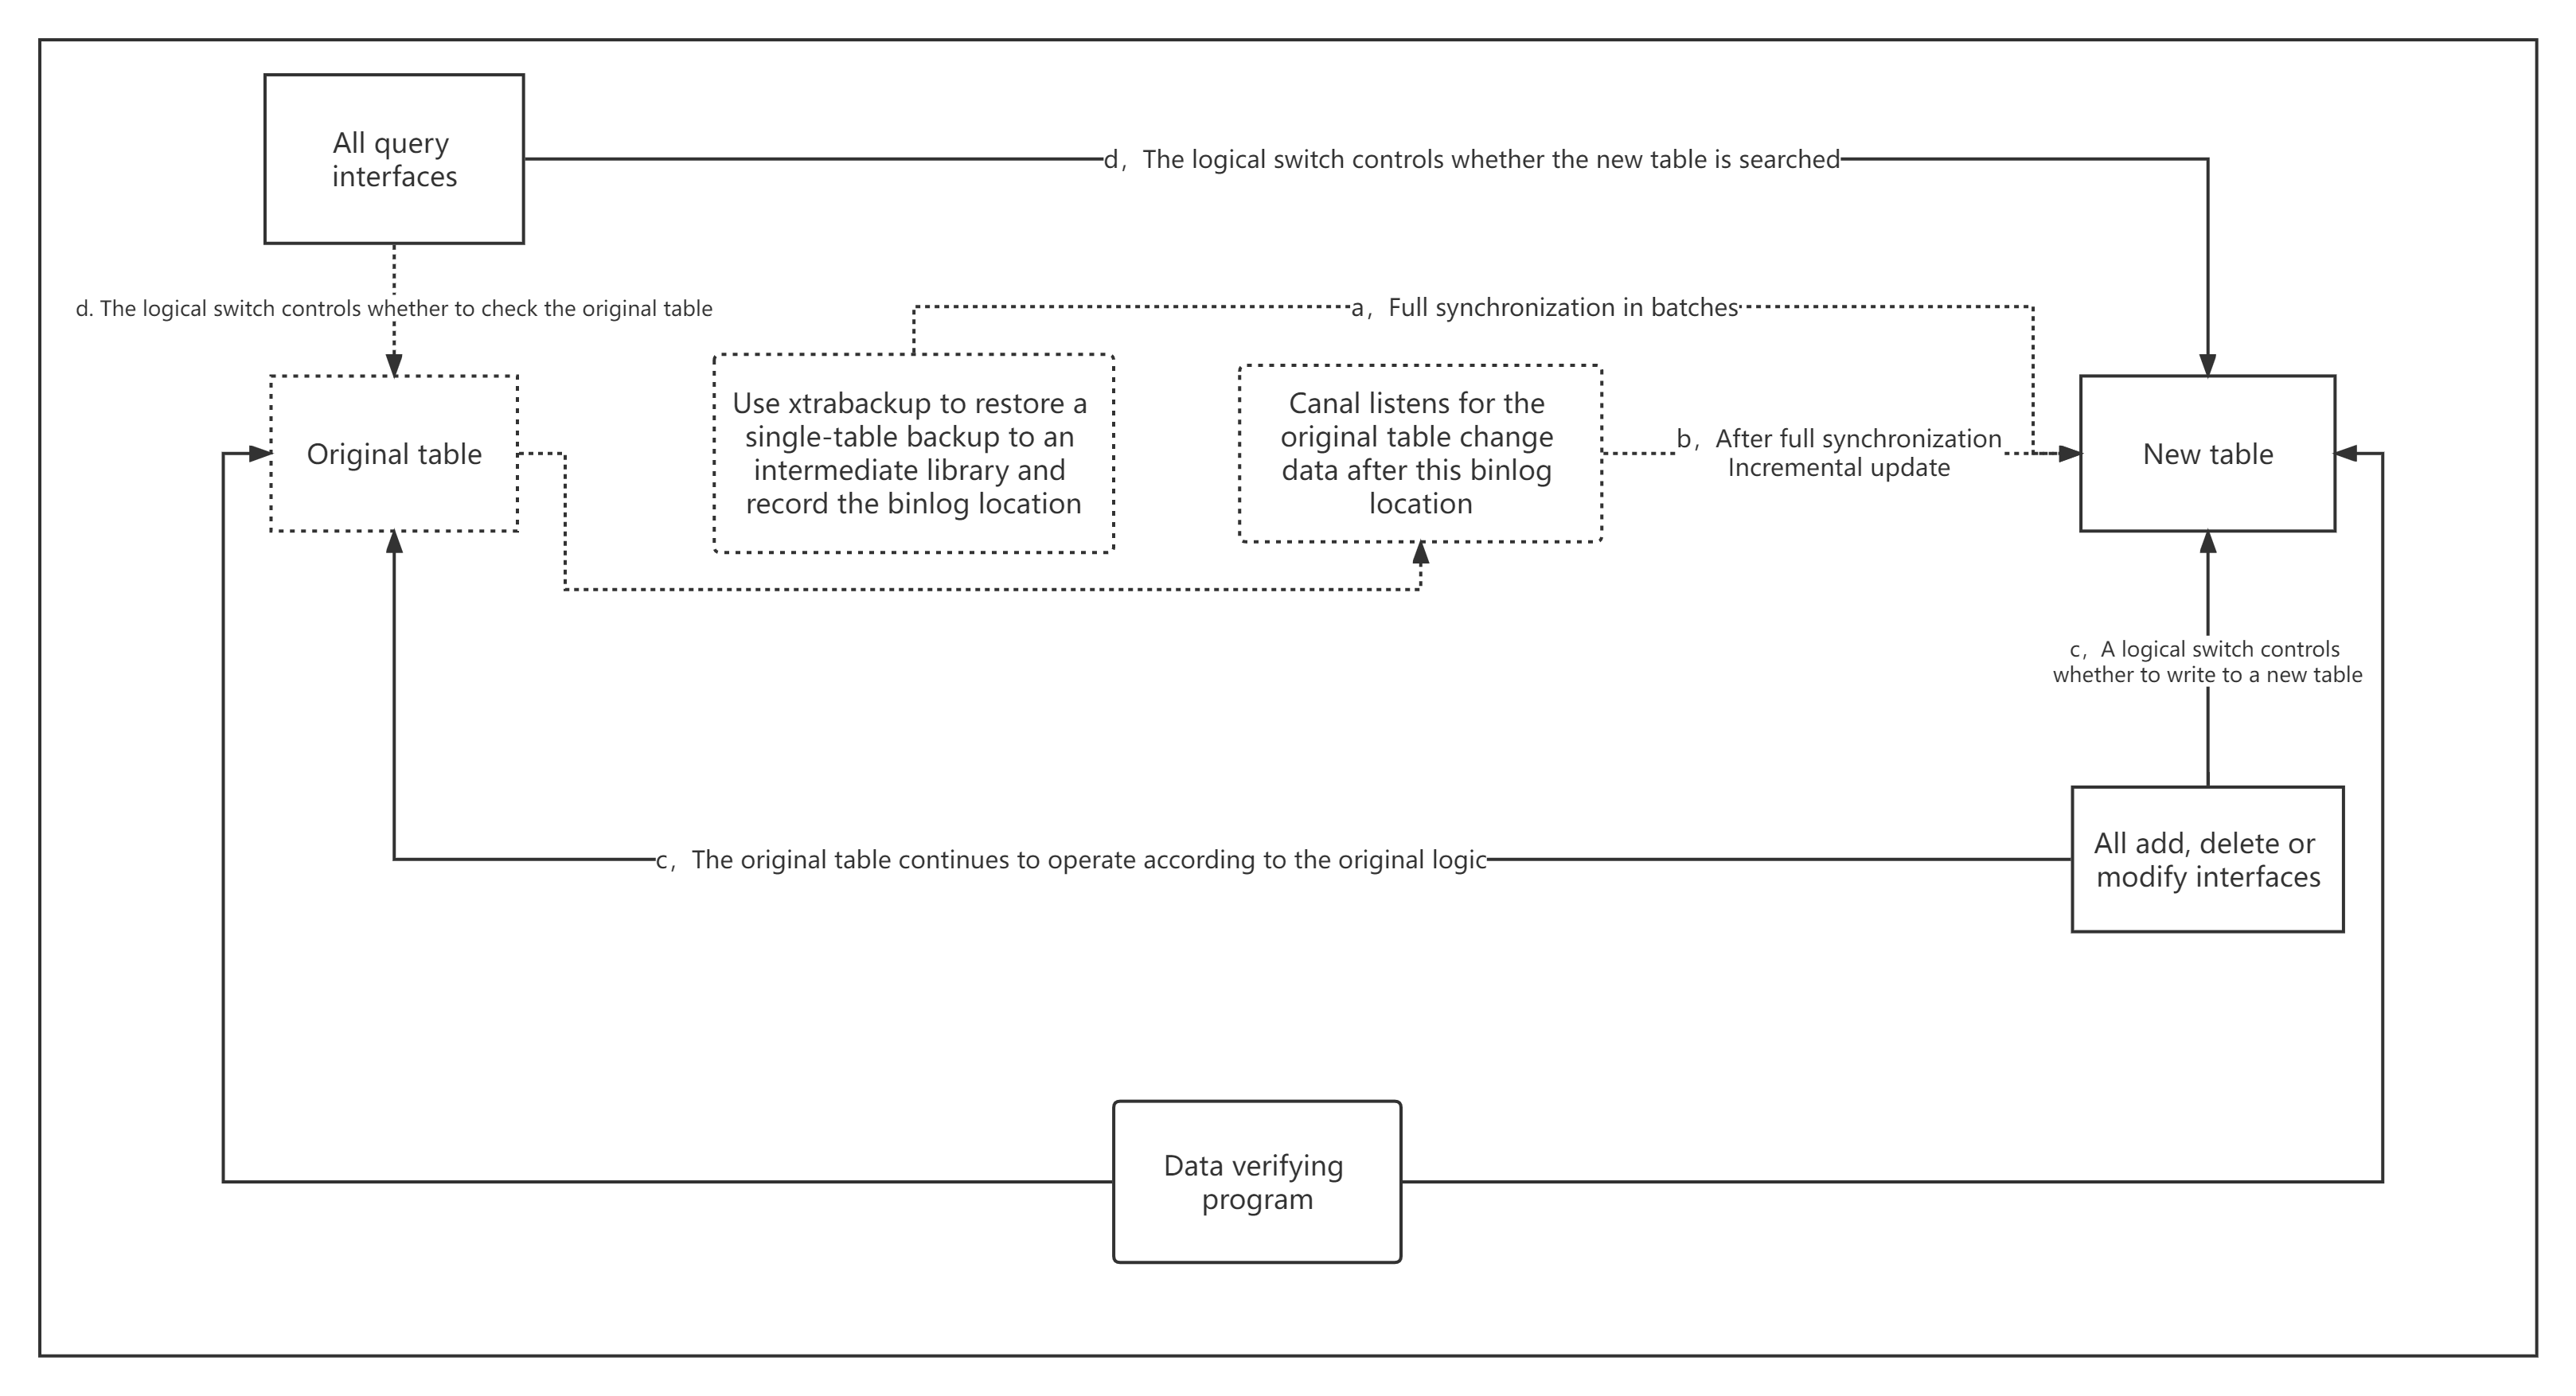 All query
interfaces
d，The logical switch controls whether the new table is searched
d. The logical switch controls whether to check the original table
a，Full synchronization in batches
Original table
Use xtrabackup to restore a
single-table backup to an
intermediate library and
record the binlog location
Canal listens for the
original table change
data after this binlog
location
b，After full synchronization
Incremental update
New table
c，A logical switch controls
whether to write to a new table
c，The original table continues to operate according to the original logic
All add, delete or
modify interfaces
Data verifying
program